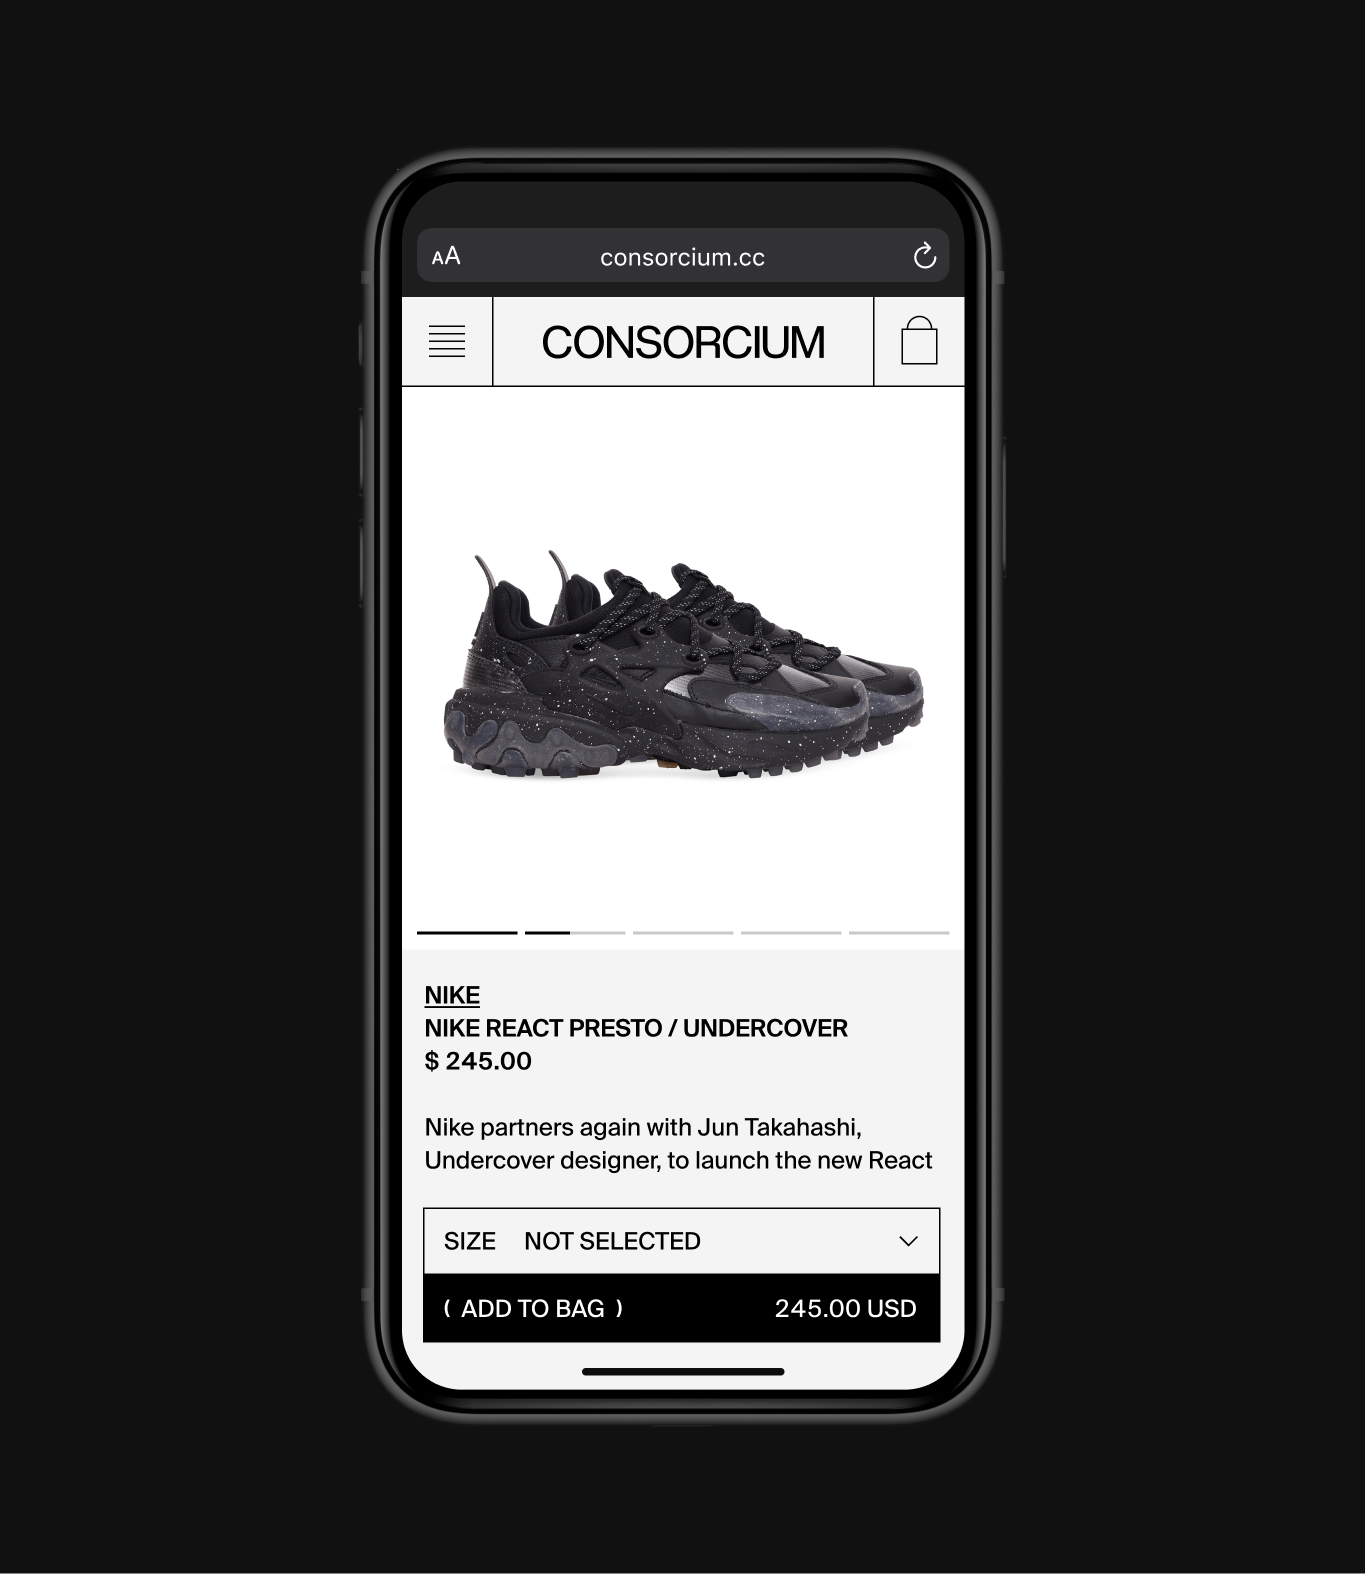 AA consorcium.cc
CONSORCIUM
NIKE
NIKE REACT PRESTO / UNDERCOVER
$ 245.00
Nike partners again with Jun Takahashi,
Undercover designer, to launch the new React
SIZE NOT SELECTED
( ADD TO BAG ) 245.00 USD